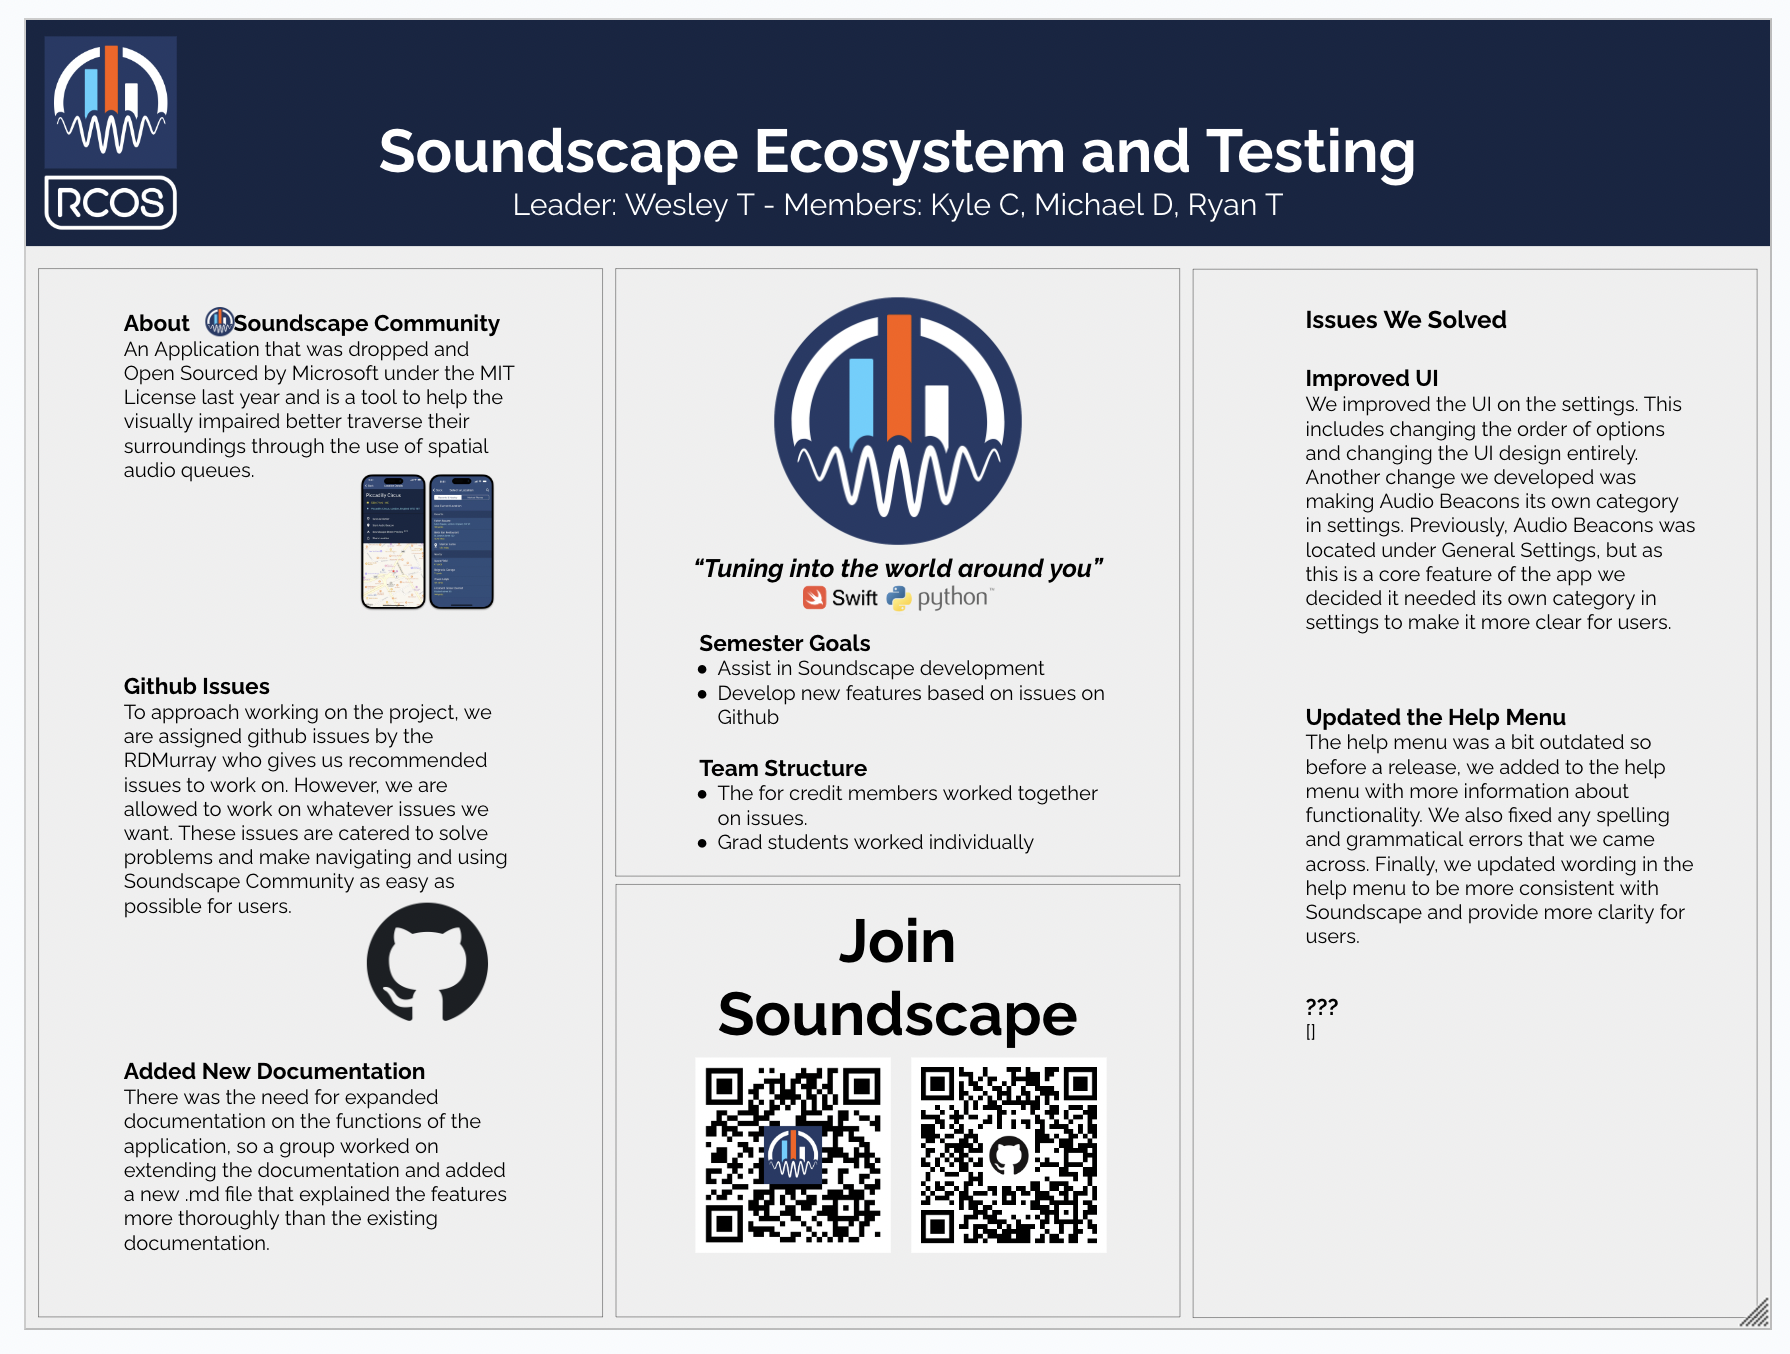 RCOS
Soundscape Ecosystem and Testing
Leader: Wesley T - Members: Kyle C, Michael D, Ryan T
About Soundscape Community
An Application that was dropped and
Open Sourced by Microsoft under the MIT
License last year and is a tool to help the
visually impaired better traverse their
surroundings through the use of spatial
audio queues.
Piccadilly Circus
Github Issues
To approach working on the project, we
are assigned github issues by the
RDMurray who gives us recommended
issues to work on. However, we are
allowed to work on whatever issues we
want. These issues are catered to solve
problems and make navigating and using
Soundscape Community as easy as
possible for users.
Added New Documentation
There was the need for expanded
documentation on the functions of the
application, so a group worked on
extending the documentation and added
a new .md file that explained the features
more thoroughly than the existing
documentation.
“Tuning into the world around you”
Swift python™
Semester Goals
● Assist in Soundscape development
● Develop new features based on issues on
Github
Team Structure
● The for credit members worked together
on issues.
● Grad students worked individually
Join
Soundscape
Issues We Solved
Improved UI
We improved the UI on the settings. This
includes changing the order of options
and changing the UI design entirely.
Another change we developed was
making Audio Beacons its own category
in settings. Previously, Audio Beacons was
located under General Settings, but as
this is a core feature of the app we
decided it needed its own category in
settings to make it more clear for users.
Updated the Help Menu
The help menu was a bit outdated so
before a release, we added to the help
menu with more information about
functionality. We also fixed any spelling
and grammatical errors that we came
across. Finally, we updated wording in the
help menu to be more consistent with
Soundscape and provide more clarity for
users.
???
[]